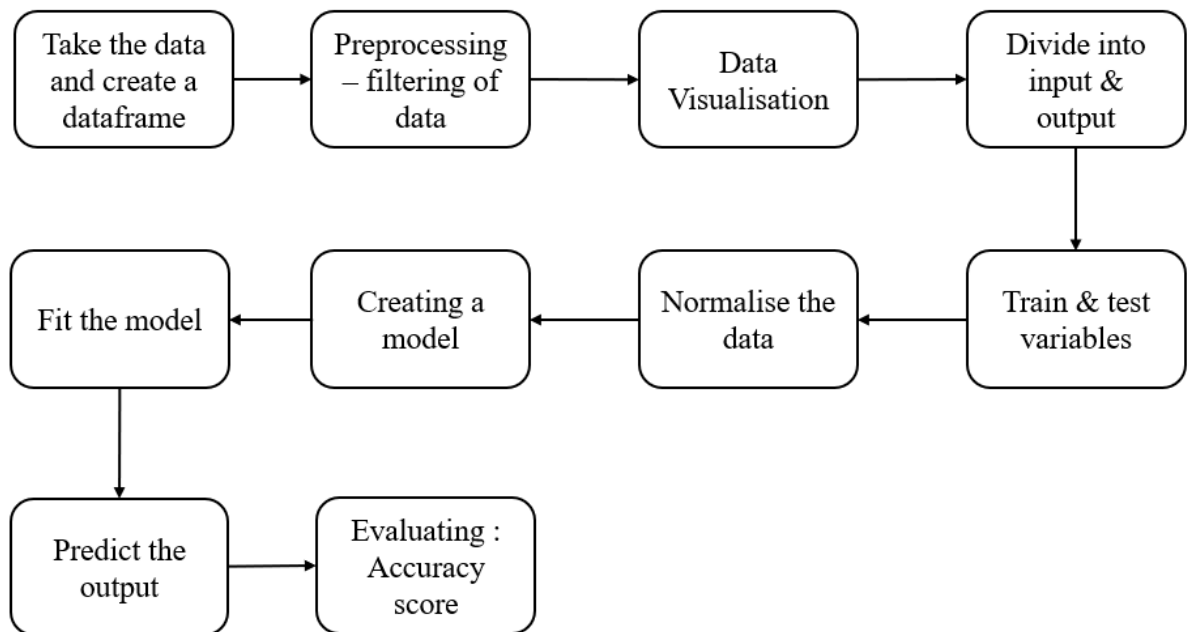 Take the data
and create a
dataframe
Preprocessing
– filtering of
data
Data
Visualisation
Divide into
input &
output
Train & test
variables
Normalise the
data
Creating a
model
Fit the model
Predict the
output
Evaluating :
Accuracy
score